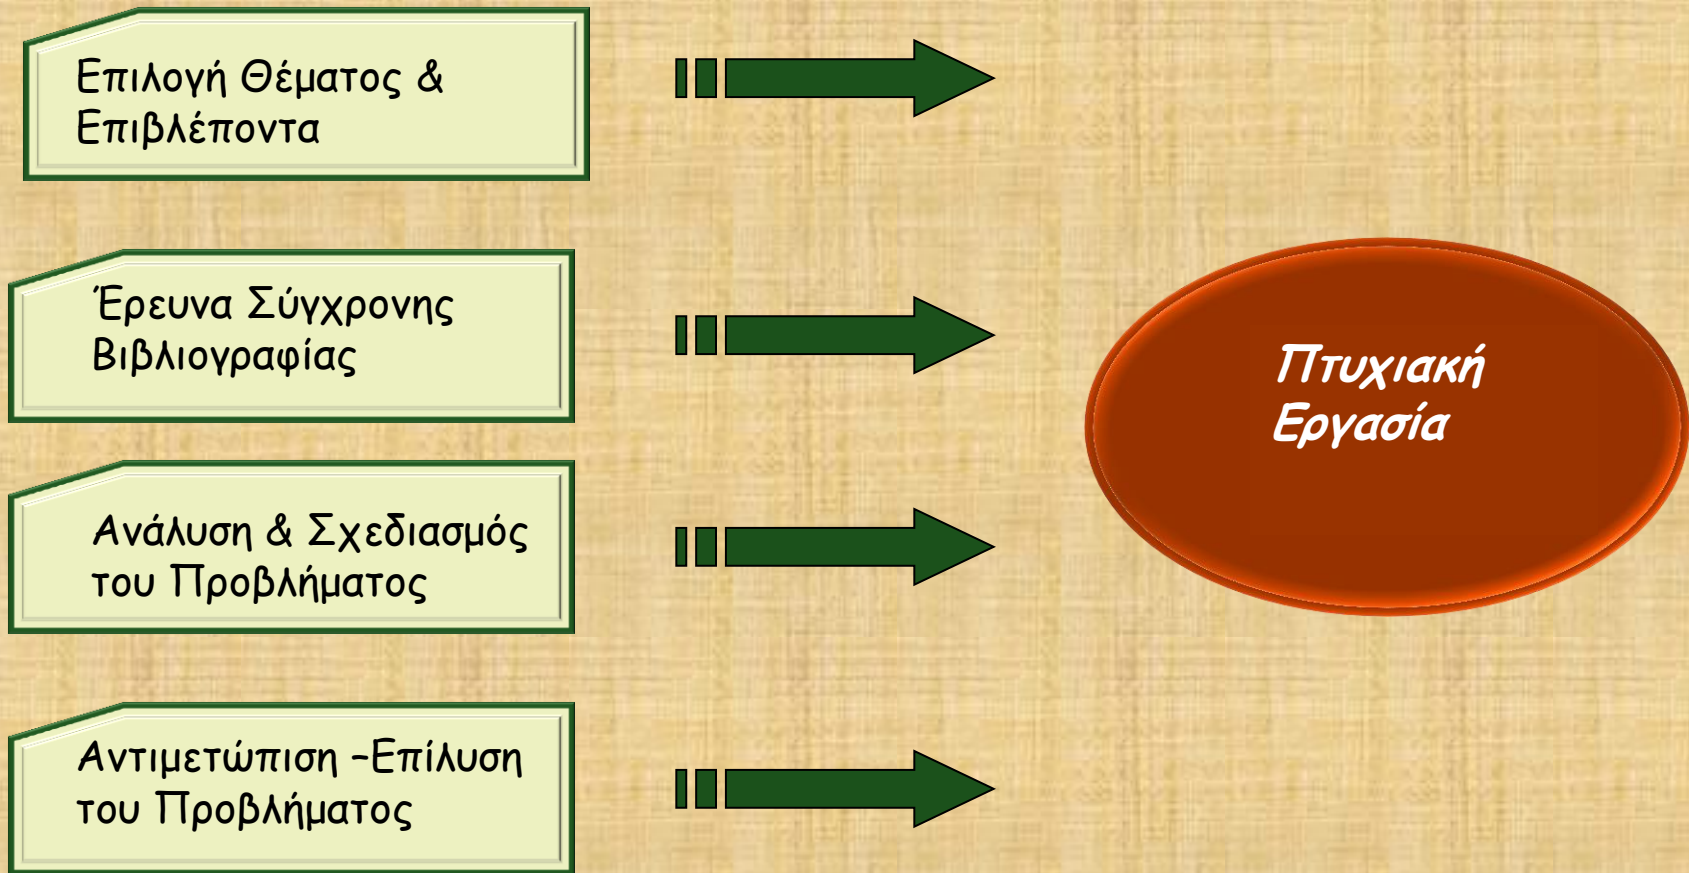 Επιλογή Θέματος &
Επιβλέποντα
Έρευνα Σύγχρονης
Βιβλιογραφίας
Πτυχιακή
Εργασία
Ανάλυση & Σχεδιασμός
του Προβλήματος
Αντιμετώπιση –Επίλυση
του Προβλήματος